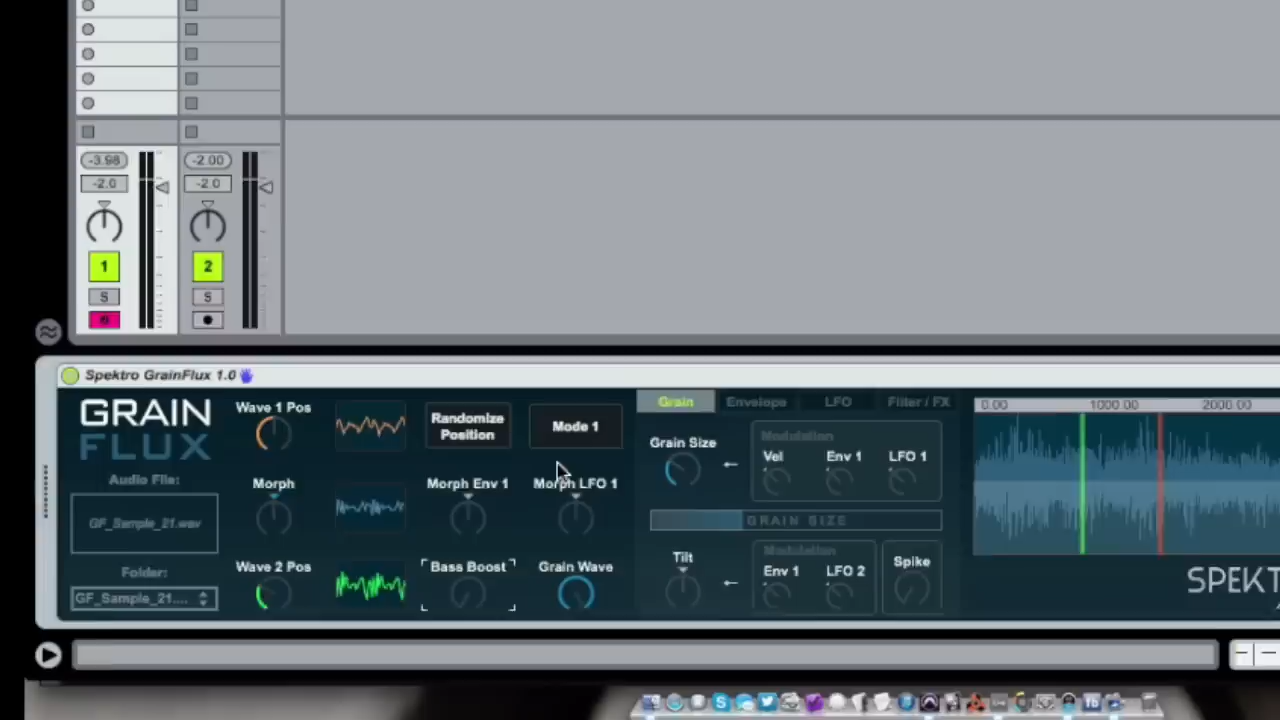 -3.98
-2.00
-2.0
-2.0
1
2
S
S
Spektro GrainFlux 1.0
GRAIN
FLUX
Audio File:
GF_Sample_21.wav
Folder:
GF_Sample_21....
Wave 1 Pos
Randomize
Position
Mode 1
Morph
Morph Env 1
Morph LFO 1
Wave 2 Pos
Bass Boost
Grain Wave
Grain
Envelope
LFO
Filter / FX
Grain Size
Modulation
Vel
Env 1
LFO 1
GRAIN SIZE
Tilt
Modulation
Env 1
LFO 2
Spike
0.00
1000.00
2000.00
SPEKT